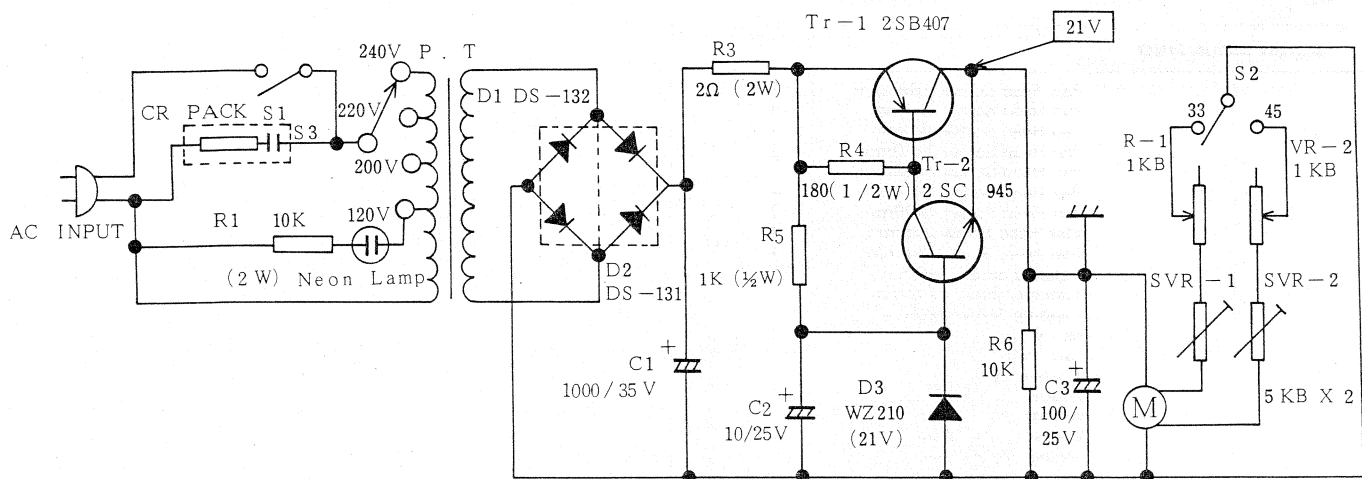 Tr-1 2SB407
21V
240V P. T
R3
2Ω (2W)
S2
D1 DS-132
CR PACK S1
220V
S3
33
45
R-1
1KB
VR-2
1KB
200V
R4
180(1/2W)
Tr-2
2SC 945
AC INPUT
R1 10K
120V
(2W) Neon Lamp
R5
1K (½W)
D2
DS-131
SVR-1
SVR-2
+
C1
1000/35V
+
C2
10/25V
D3
WZ210
(21V)
R6
10K
+
C3
100/
25V
M
5KB X 2